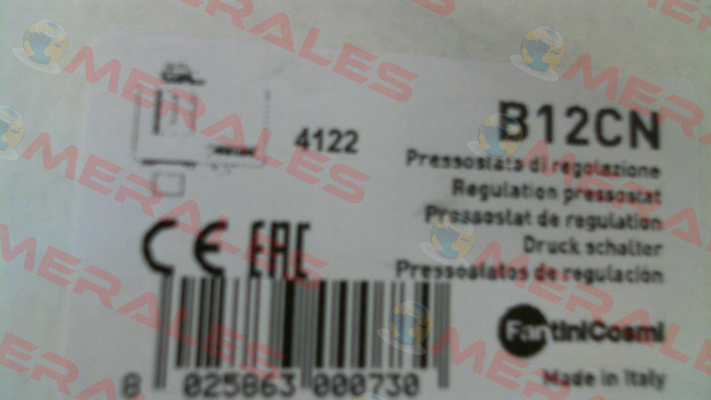 B12CN
4122
Pressostato di regolazione
Regulation pressostat
Pressostat de regulation
Druck schalter
Pressostatos de regulación
CE EAC
FantiniCosmi
Made in Italy
8 025863 000730
MERALES